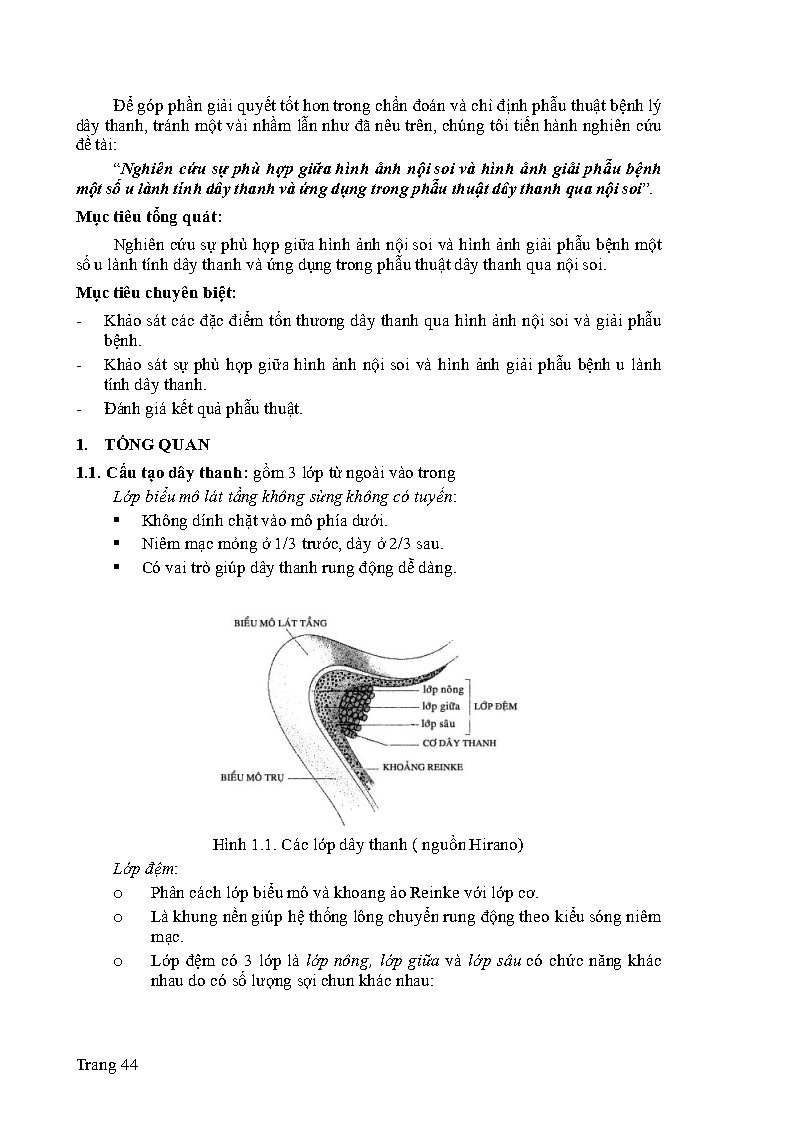 Để góp phần giải quyết tốt hơn trong chẩn đoán và chỉ định phẫu thuật bệnh lý
dây thanh, tránh một vài nhầm lẫn như đã nêu trên, chúng tôi tiến hành nghiên cứu
đề tài:
“Nghiên cứu sự phù hợp giữa hình ảnh nội soi và hình ảnh giải phẫu bệnh
một số u lành tính dây thanh và ứng dụng trong phẫu thuật dây thanh qua nội soi”.
Mục tiêu tổng quát:
Nghiên cứu sự phù hợp giữa hình ảnh nội soi và hình ảnh giải phẫu bệnh một
số u lành tính dây thanh và ứng dụng trong phẫu thuật dây thanh qua nội soi.
Mục tiêu chuyên biệt:
- Khảo sát các đặc điểm tổn thương dây thanh qua hình ảnh nội soi và giải phẫu
bệnh.
- Khảo sát sự phù hợp giữa hình ảnh nội soi và hình ảnh giải phẫu bệnh u lành
tính dây thanh.
- Đánh giá kết quả phẫu thuật.
1. TỔNG QUAN
1.1. Cấu tạo dây thanh: gồm 3 lớp từ ngoài vào trong
Lớp biểu mô lát tầng không sừng không có tuyến:
▪ Không dính chặt vào mô phía dưới.
▪ Niêm mạc mỏng ở 1/3 trước, dày ở 2/3 sau.
▪ Có vai trò giúp dây thanh rung động dễ dàng.
BIỂU MÔ LÁT TẦNG
lớp nông
lớp giữa LỚP ĐỆM
lớp sâu
CƠ DÂY THANH
KHOẢNG REINKE
BIỂU MÔ TRỤ
Hình 1.1. Các lớp dây thanh ( nguồn Hirano)
Lớp đệm:
o Phân cách lớp biểu mô và khoang ảo Reinke với lớp cơ.
o Là khung nền giúp hệ thống lông chuyển rung động theo kiểu sóng niêm
mạc.
o Lớp đệm có 3 lớp là lớp nông, lớp giữa và lớp sâu có chức năng khác
nhau do có số lượng sợi chun khác nhau:
Trang 44